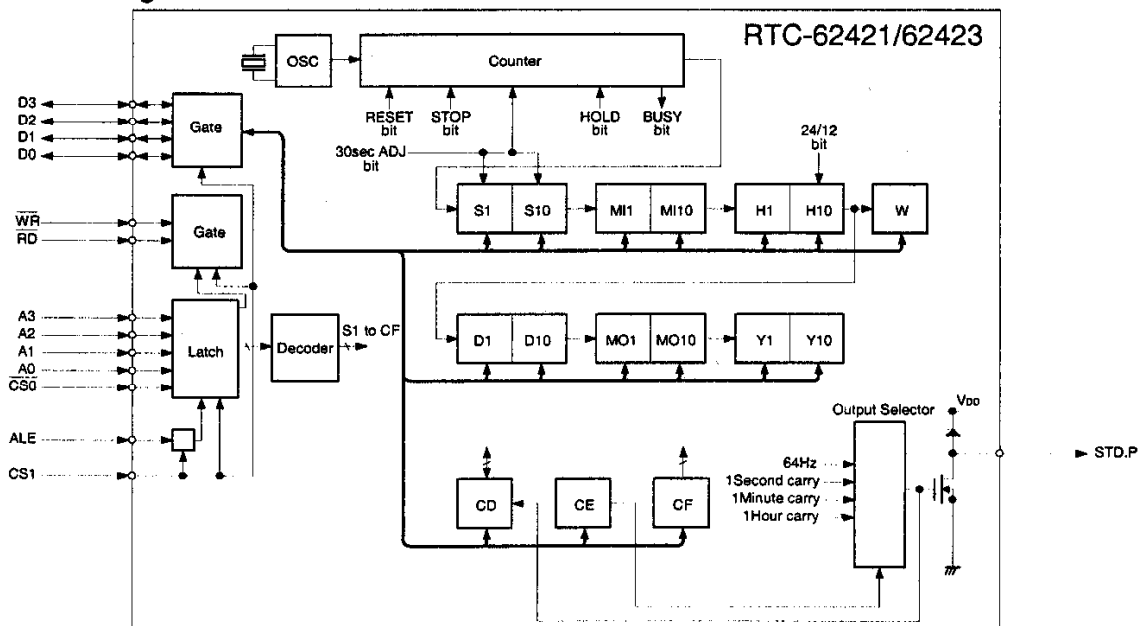 RTC-62421/62423
OSC
Counter
D3
D2
D1
D0
Gate
RESET bit
STOP bit
HOLD bit
BUSY bit
30sec ADJ bit
24/12 bit
S1 S10
MI1 MI10
H1 H10
W
WR
RD
Gate
A3
A2
A1
A0
CS0
Latch
Decoder
S1 to CF
D1 D10
MO1 MO10
Y1 Y10
ALE
CS1
Output Selector
VDD
STD.P
64Hz
1Second carry
1Minute carry
1Hour carry
CD
CE
CF